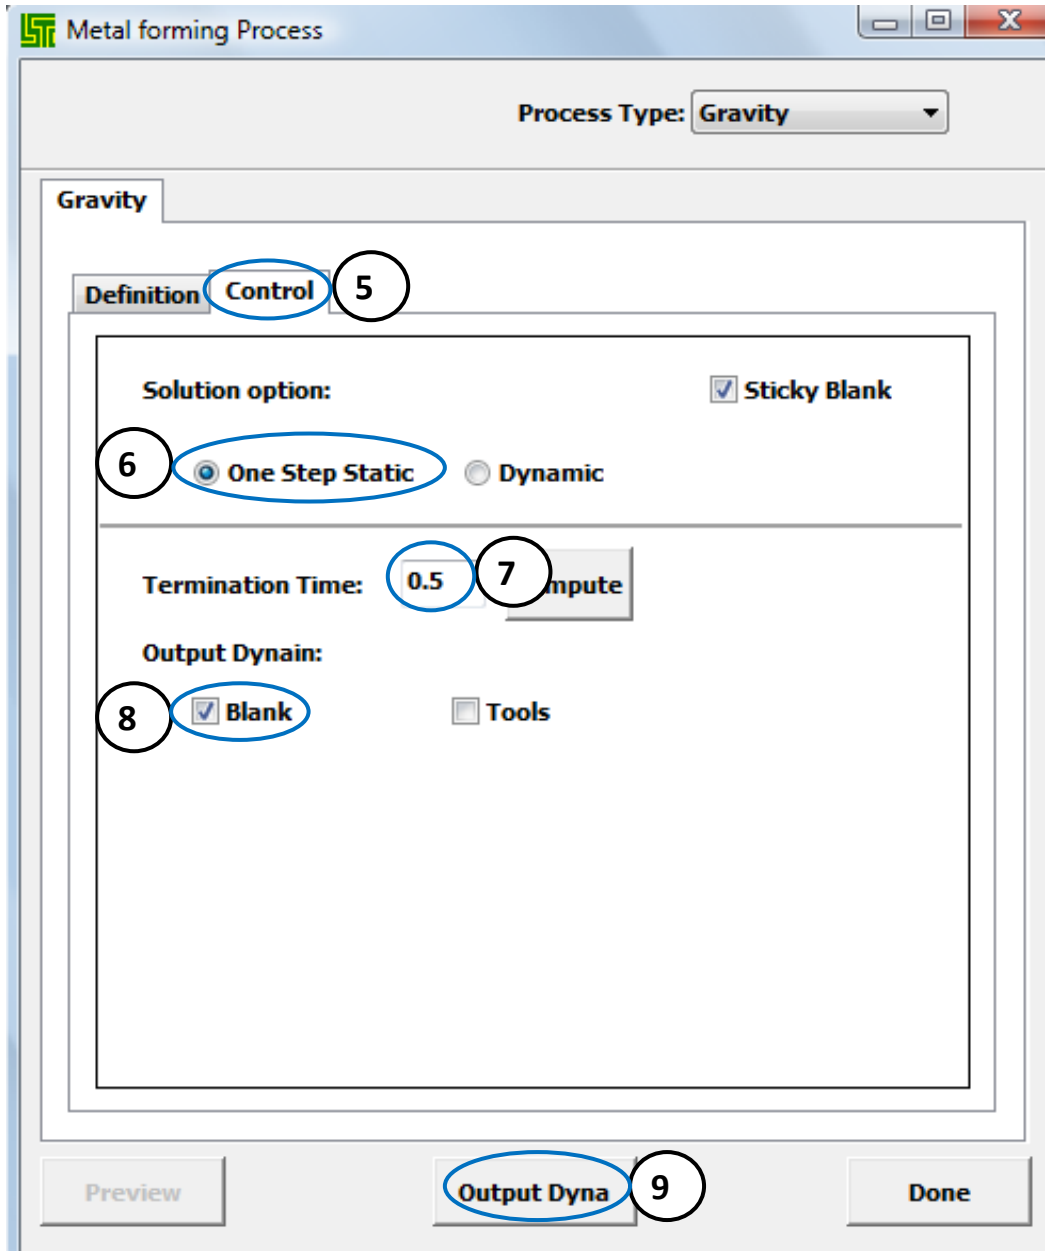 Metal forming Process
Process Type: Gravity
Gravity
Definition Control 5
Solution option: Sticky Blank
6 One Step Static Dynamic
Termination Time: 0.5 7 mpute
Output Dynain:
8 Blank Tools
Preview Output Dyna 9 Done